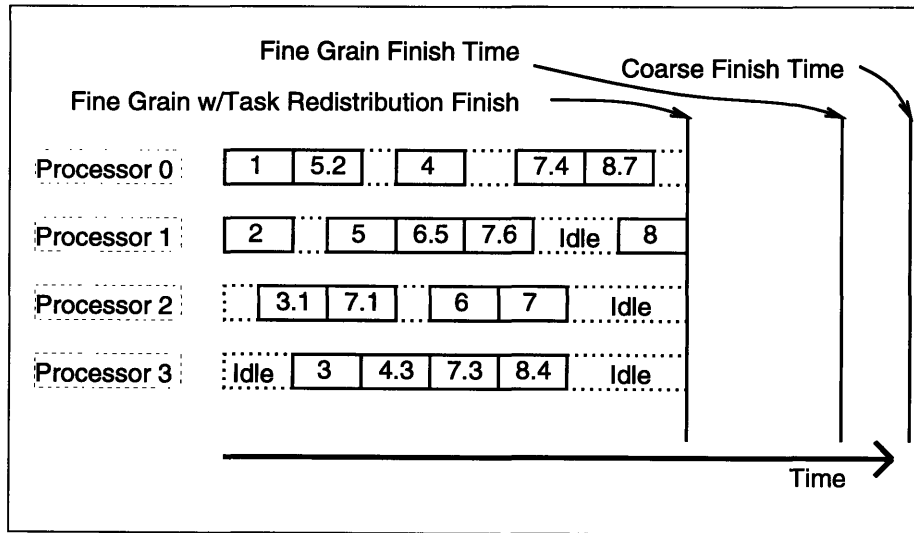 Fine Grain Finish Time
Coarse Finish Time
Fine Grain w/Task Redistribution Finish
Processor 0 1 5.2 4 7.4 8.7
Processor 1 2 5 6.5 7.6 Idle 8
Processor 2 3.1 7.1 6 7 Idle
Processor 3 Idle 3 4.3 7.3 8.4 Idle
Time